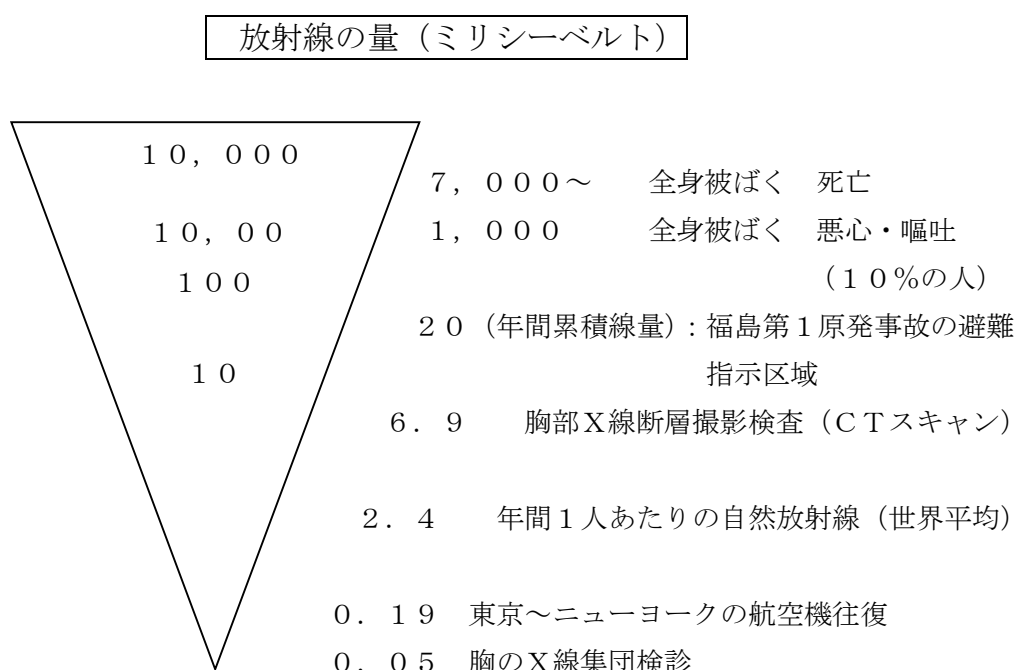 放射線の量（ミリシーベルト）
１０，０００
７，０００～　全身被ばく　死亡
１０，００
１，０００　全身被ばく　悪心・嘔吐
１００
（１０％の人）
２０（年間累積線量）：福島第１原発事故の避難
１０
指示区域
６．９　胸部Ｘ線断層撮影検査（ＣＴスキャン）
２．４　年間１人あたりの自然放射線（世界平均）
０．１９　東京～ニューヨークの航空機往復
０．０５　胸のＸ線集団検診